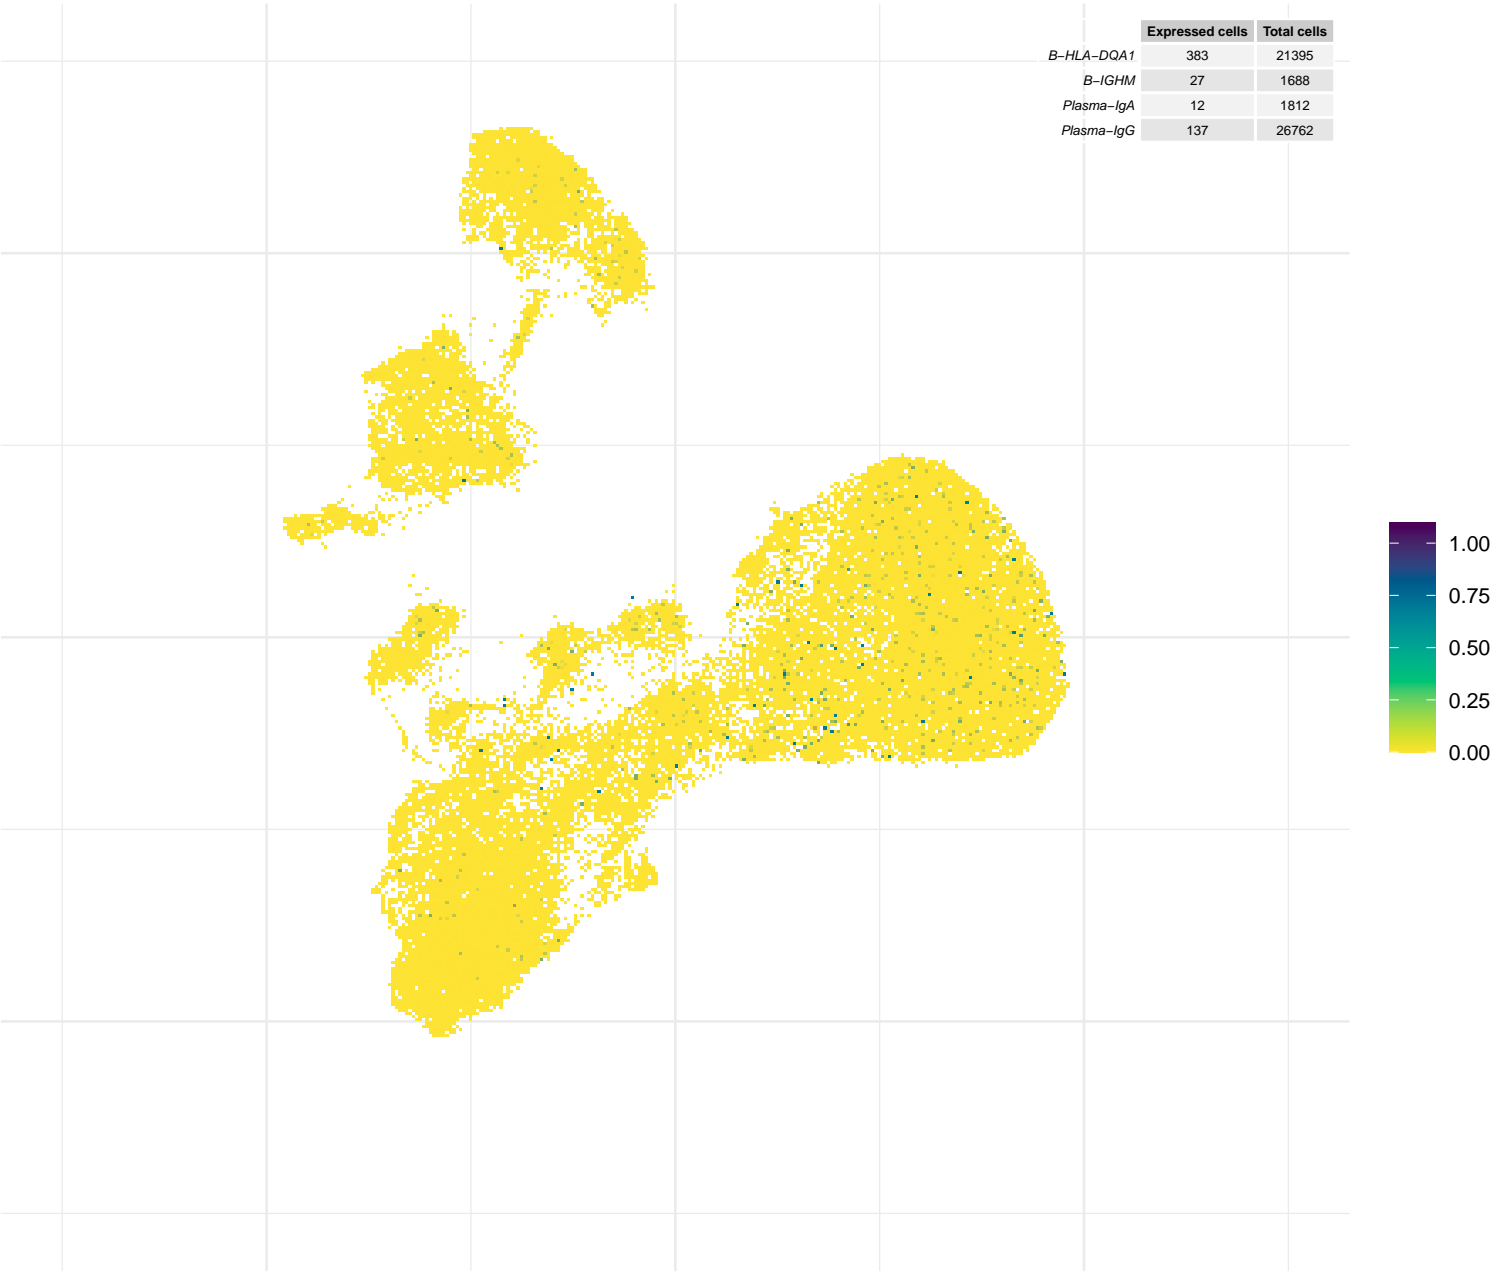 Expressed cells Total cells
B−HLA−DQA1 383 21395
B−IGHM 27 1688
Plasma−IgA 12 1812
Plasma−IgG 137 26762
1.00
0.75
0.50
0.25
0.00